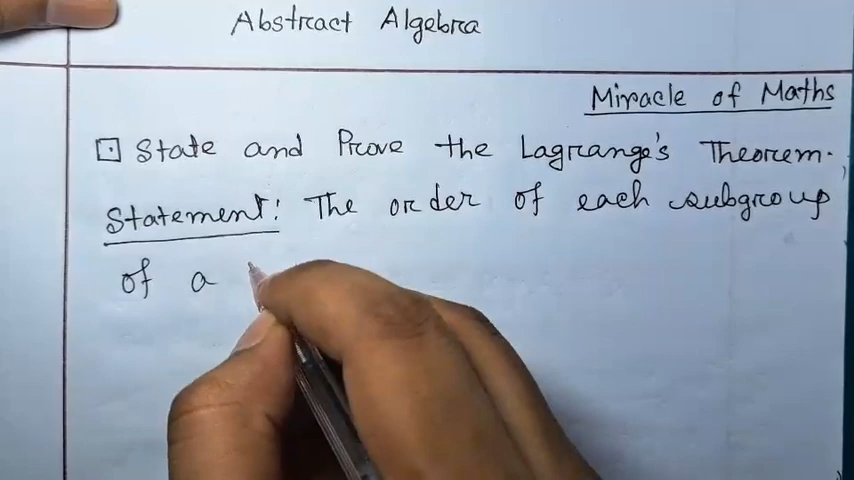 Abstract Algebra
Miracle of Maths
State and Prove the Lagrange's Theorem.
Statement: The order of each subgroup
of a